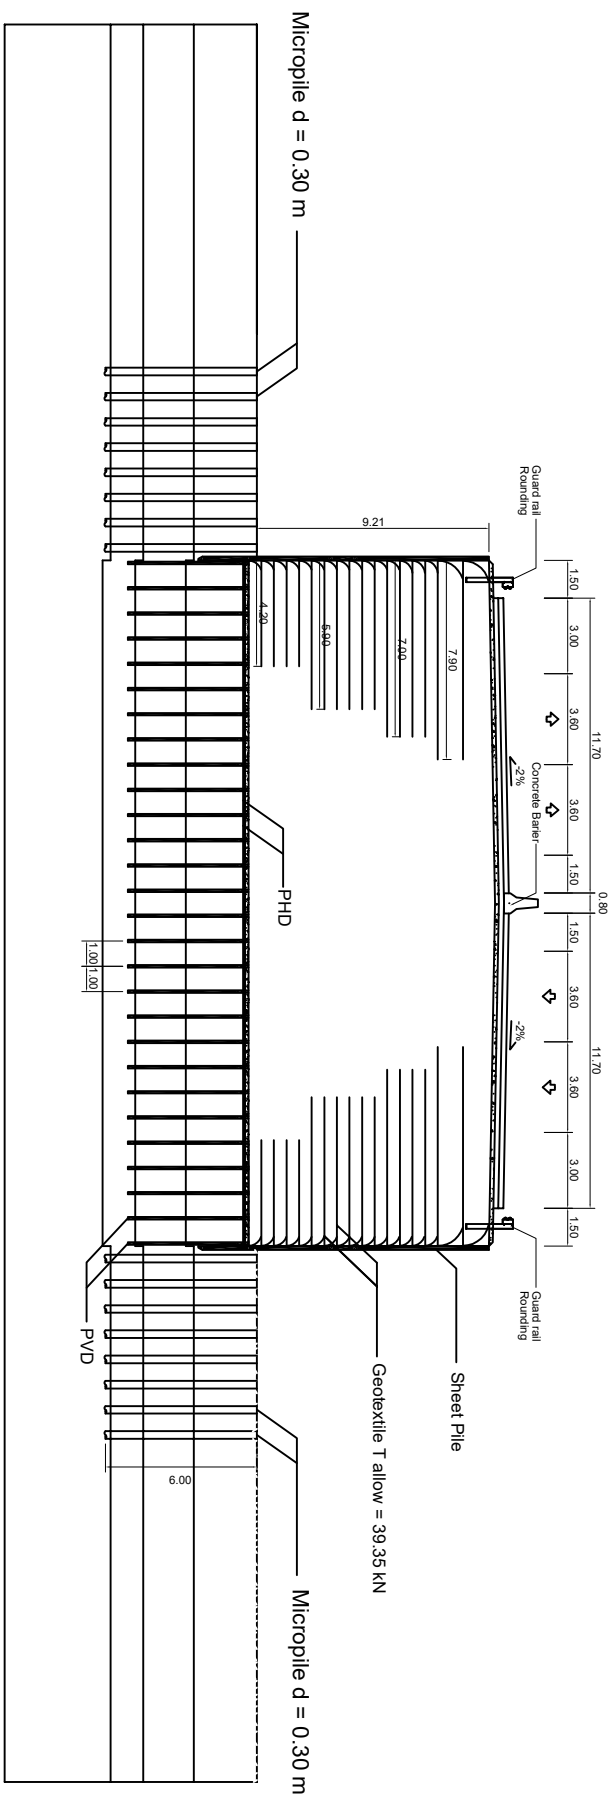 11.70
0.80
11.70
1.50
3.00
3.60
3.60
1.50
1.50
3.60
3.60
3.00
1.50
Guard rail
Rounding
-2%
Concrete Barier
-2%
Guard rail
Rounding
9.21
7.90
7.00
5.90
4.20
Sheet Pile
Geotextile T allow = 39.35 kN
Micropile d = 0.30 m
PHD
Micropile d = 0.30 m
6.00
1.00
1.00
PVD